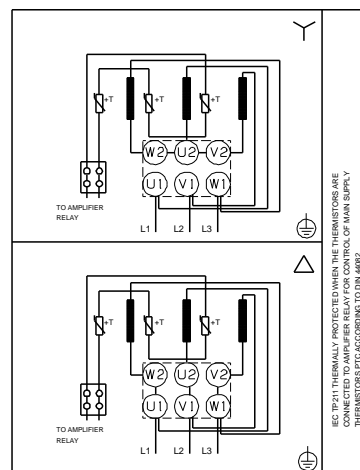 +T +T +T
W2 U2 V2
U1 V1 W1
TO AMPLIFIER
RELAY
L1 L2 L3
+T +T +T
W2 U2 V2
U1 V1 W1
TO AMPLIFIER
RELAY
L1 L2 L3
IEC TP 211 THERMALLY PROTECTED WHEN THE THERMISTORS ARE
CONNECTED TO AMPLIFIER RELAY FOR CONTROL OF MAIN SUPPLY
THERMISTORS PTC ACCORDING TO DIN 44082